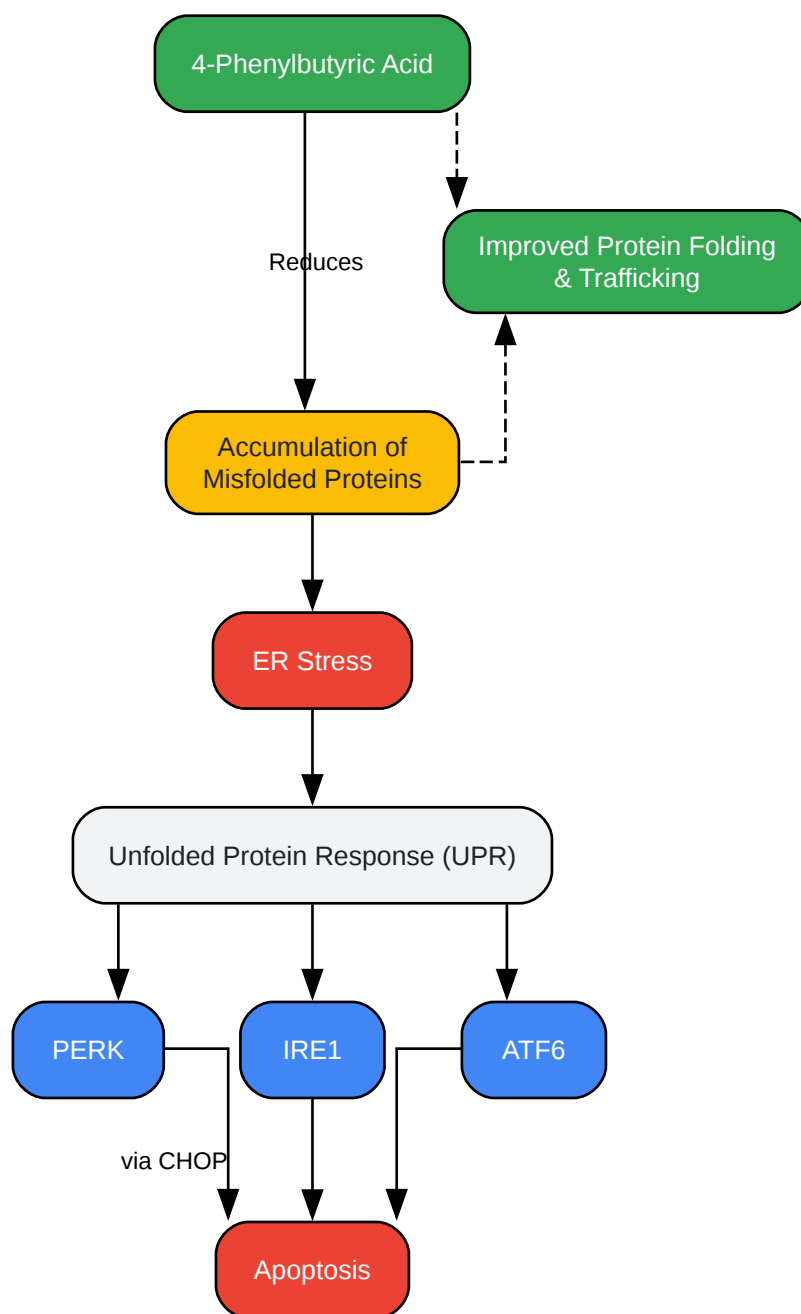 4-Phenylbutyric Acid
Improved Protein Folding
& Trafficking
Reduces
Accumulation of
Misfolded Proteins
ER Stress
Unfolded Protein Response (UPR)
PERK
IRE1
ATF6
via CHOP
Apoptosis